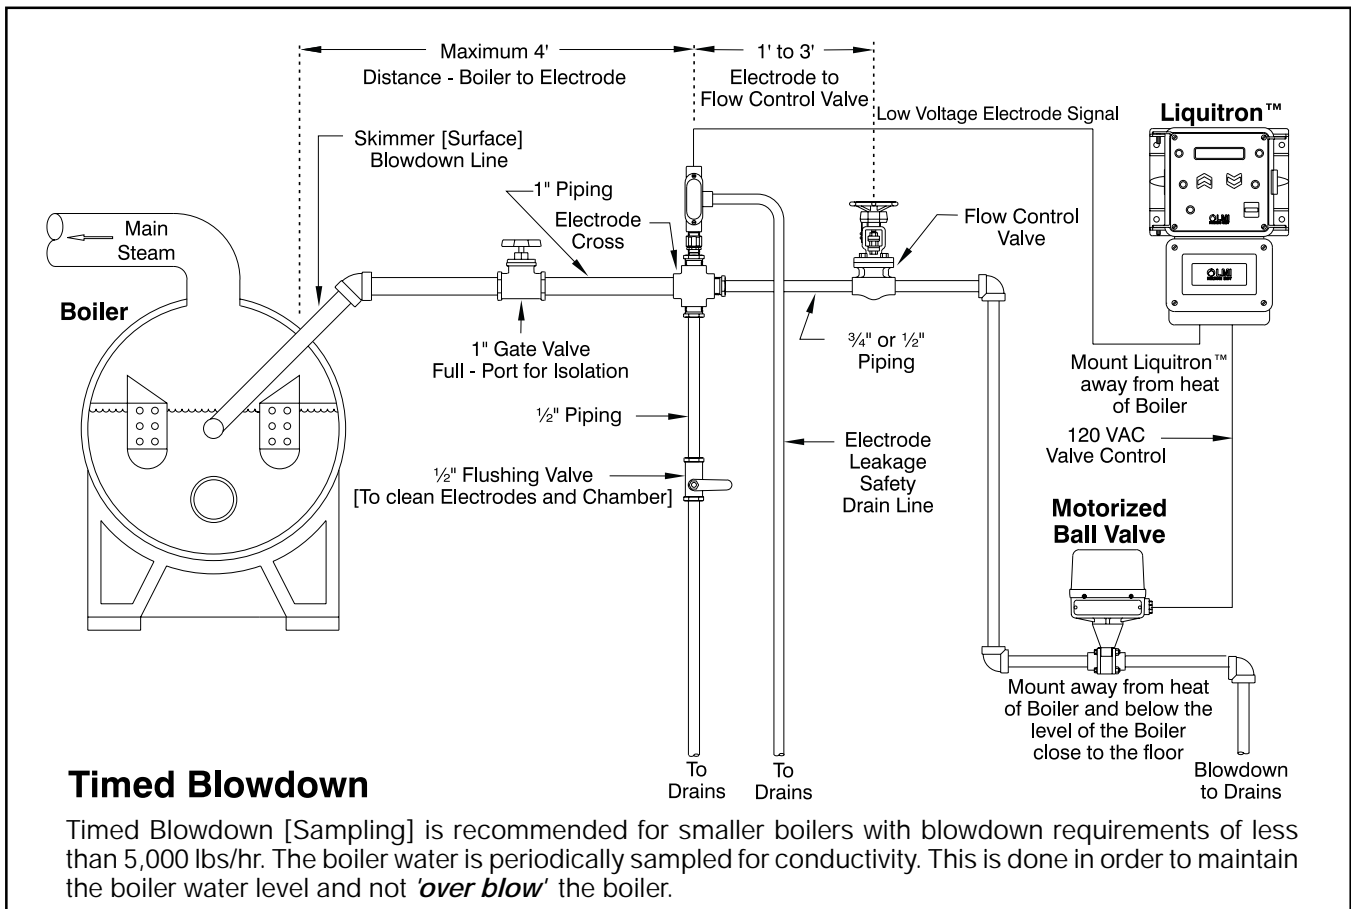 Maximum 4'
Distance - Boiler to Electrode
1' to 3'
Electrode to
Flow Control Valve
Low Voltage Electrode Signal
Liquitron™
Skimmer [Surface]
Blowdown Line
1" Piping
Electrode
Cross
Flow Control
Valve
Main
Steam
Boiler
LMI
LMI
1" Gate Valve
Full - Port for Isolation
¾" or ½"
Piping
Mount Liquitron™
away from heat
of Boiler
½" Piping
120 VAC
Valve Control
Electrode
Leakage
Safety
Drain Line
½" Flushing Valve
[To clean Electrodes and Chamber]
Motorized
Ball Valve
Mount away from heat
of Boiler and below the
level of the Boiler
close to the floor
To
Drains
To
Drains
Blowdown
to Drains
Timed Blowdown
Timed Blowdown [Sampling] is recommended for smaller boilers with blowdown requirements of less
than 5,000 lbs/hr. The boiler water is periodically sampled for conductivity. This is done in order to maintain
the boiler water level and not 'over blow' the boiler.